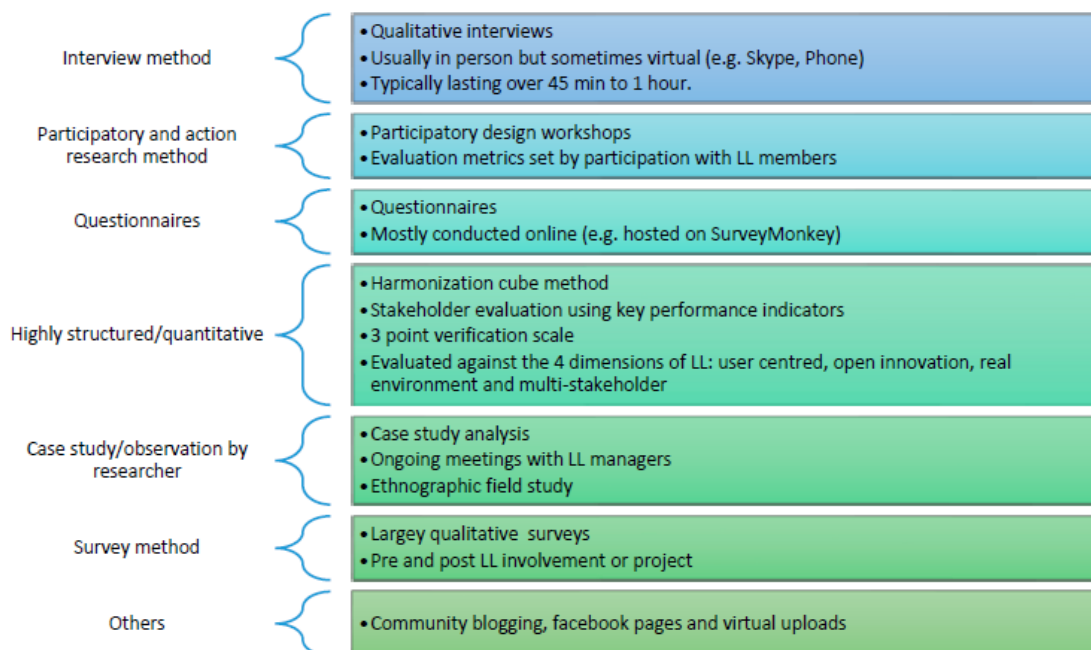 Interview method
• Qualitative interviews
• Usually in person but sometimes virtual (e.g. Skype, Phone)
• Typically lasting over 45 min to 1 hour.
Participatory and action
research method
• Participatory design workshops
• Evaluation metrics set by participation with LL members
Questionnaires
• Questionnaires
• Mostly conducted online (e.g. hosted on SurveyMonkey)
Highly structured/quantitative
• Harmonization cube method
• Stakeholder evaluation using key performance indicators
• 3 point verification scale
• Evaluated against the 4 dimensions of LL: user centred, open innovation, real
environment and multi-stakeholder
Case study/observation by
researcher
• Case study analysis
• Ongoing meetings with LL managers
• Ethnographic field study
Survey method
• Largey qualitative surveys
• Pre and post LL involvement or project
Others
• Community blogging, facebook pages and virtual uploads